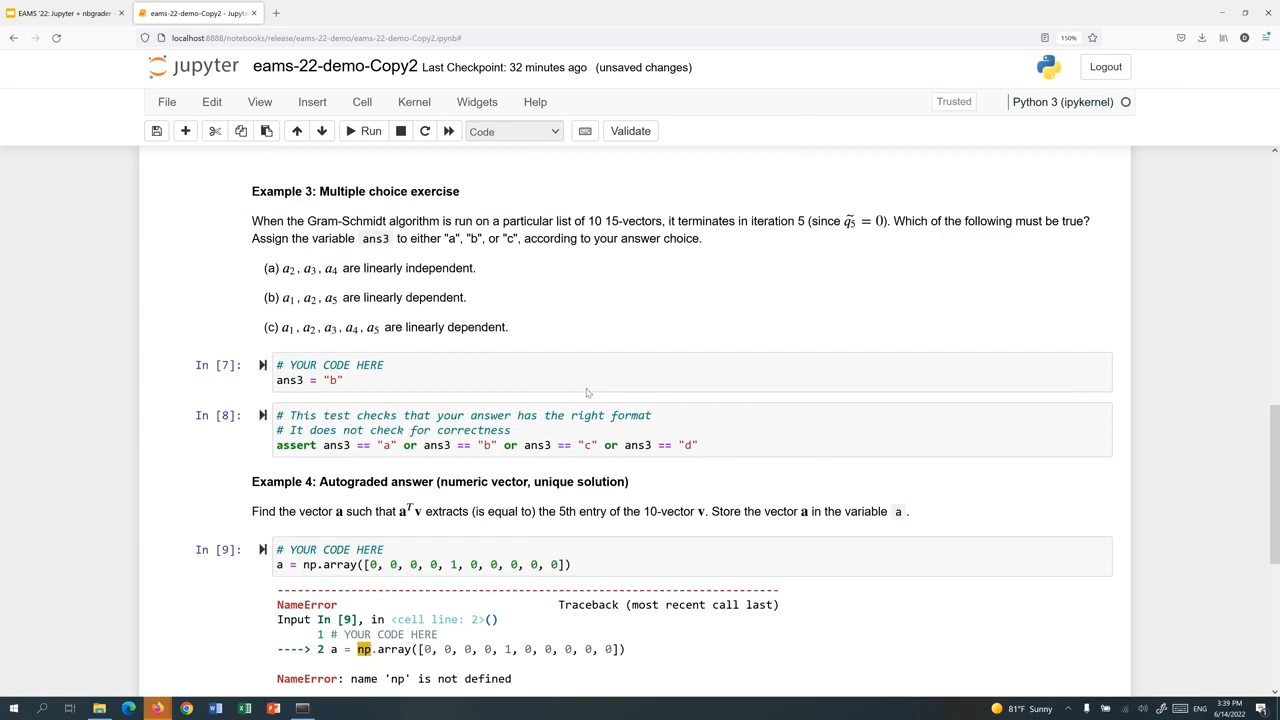 EAMS '22: Jupyter + nbgrader
eams-22-demo-Copy2 - Jupyte
localhost:8888/notebooks/release/eams-22-demo/eams-22-demo-Copy2.ipynb#
150%
jupyter
eams-22-demo-Copy2 Last Checkpoint: 32 minutes ago (unsaved changes)
Logout
File Edit View Insert Cell Kernel Widgets Help
Trusted
Python 3 (ipykernel)
Run
Code
Validate
Example 3: Multiple choice exercise
When the Gram-Schmidt algorithm is run on a particular list of 10 15-vectors, it terminates in iteration 5 (since q̃₅ = 0). Which of the following must be true?
Assign the variable ans3 to either "a", "b", or "c", according to your answer choice.
(a) a₂, a₃, a₄ are linearly independent.
(b) a₁, a₂, a₅ are linearly dependent.
(c) a₁, a₂, a₃, a₄, a₅ are linearly dependent.
In [7]:
# YOUR CODE HERE
ans3 = "b"
In [8]:
# This test checks that your answer has the right format
# It does not check for correctness
assert ans3 == "a" or ans3 == "b" or ans3 == "c" or ans3 == "d"
Example 4: Autograded answer (numeric vector, unique solution)
Find the vector a such that aᵀv extracts (is equal to) the 5th entry of the 10-vector v. Store the vector a in the variable a .
In [9]:
# YOUR CODE HERE
a = np.array([0, 0, 0, 0, 1, 0, 0, 0, 0, 0])
---------------------------------------------------------------------------
NameError Traceback (most recent call last)
Input In [9], in <cell line: 2>()
1 # YOUR CODE HERE
----> 2 a = np.array([0, 0, 0, 0, 1, 0, 0, 0, 0, 0])
NameError: name 'np' is not defined
81°F Sunny
ENG
3:39 PM
6/14/2022